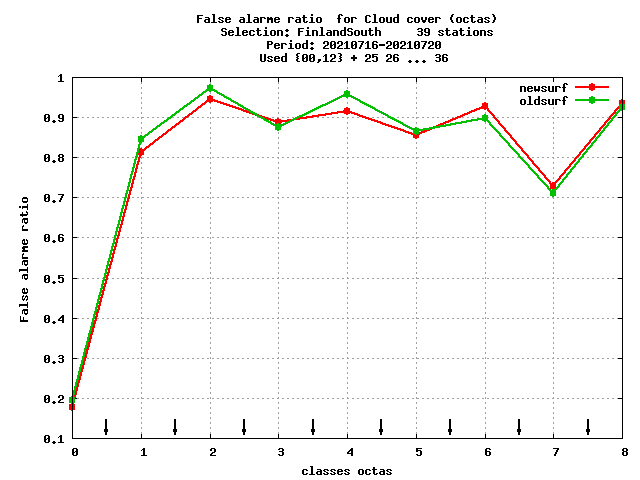 False alarme ratio  for Cloud cover (octas)
Selection: FinlandSouth     39 stations
Period: 20210716-20210720
Used {00,12} + 25 26 ... 36
newsurf
oldsurf
1
0.9
0.8
0.7
0.6
0.5
0.4
0.3
0.2
0.1
False alarme ratio
0 1 2 3 4 5 6 7 8
classes octas